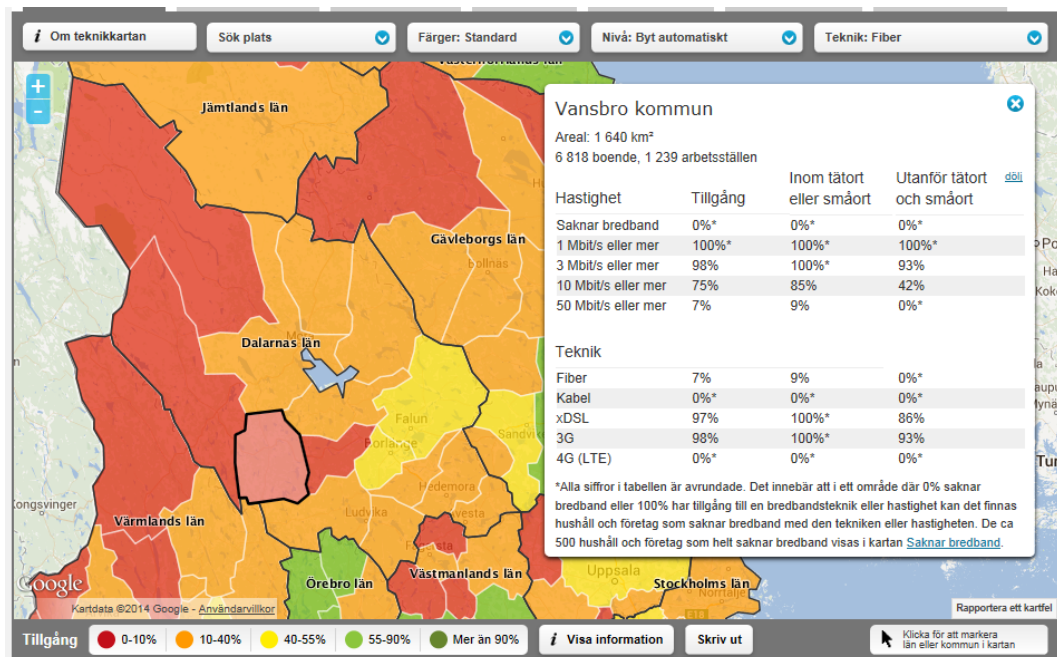 i Om teknikkartan
Sök plats
Färger: Standard
Nivå: Byt automatiskt
Teknik: Fiber
+
-
Jämtlands län
Gävleborgs län
Bollnäs
Dalarnas län
Mora
Falun
Borlänge
Sandvike
Hedemora
Ludvika
Fagersta
Kongsvinger
Värmlands län
Örebro län
Västmanlands län
Uppsala
Stockholms län
Norrtälje
E18
Vansbro kommun
Areal: 1 640 km²
6 818 boende, 1 239 arbetsställen
Hastighet Tillgång Inom tätort eller småort Utanför tätort och småort dölj
Saknar bredband 0%* 0%* 0%*
1 Mbit/s eller mer 100%* 100%* 100%*
3 Mbit/s eller mer 98% 100%* 93%
10 Mbit/s eller mer 75% 85% 42%
50 Mbit/s eller mer 7% 9% 0%*
Teknik
Fiber 7% 9% 0%*
Kabel 0%* 0%* 0%*
xDSL 97% 100%* 86%
3G 98% 100%* 93%
4G (LTE) 0%* 0%* 0%*
*Alla siffror i tabellen är avrundade. Det innebär att i ett område där 0% saknar
bredband eller 100% har tillgång till en bredbandsteknik eller hastighet kan det finnas
hushåll och företag som saknar bredband med den tekniken eller hastigheten. De ca
500 hushåll och företag som helt saknar bredband visas i kartan Saknar bredband.
Google
Kartdata ©2014 Google - Användarvillkor
Rapportera ett kartfel
Tillgång
0-10%
10-40%
40-55%
55-90%
Mer än 90%
i Visa information
Skriv ut
Klicka för att markera
län eller kommun i kartan